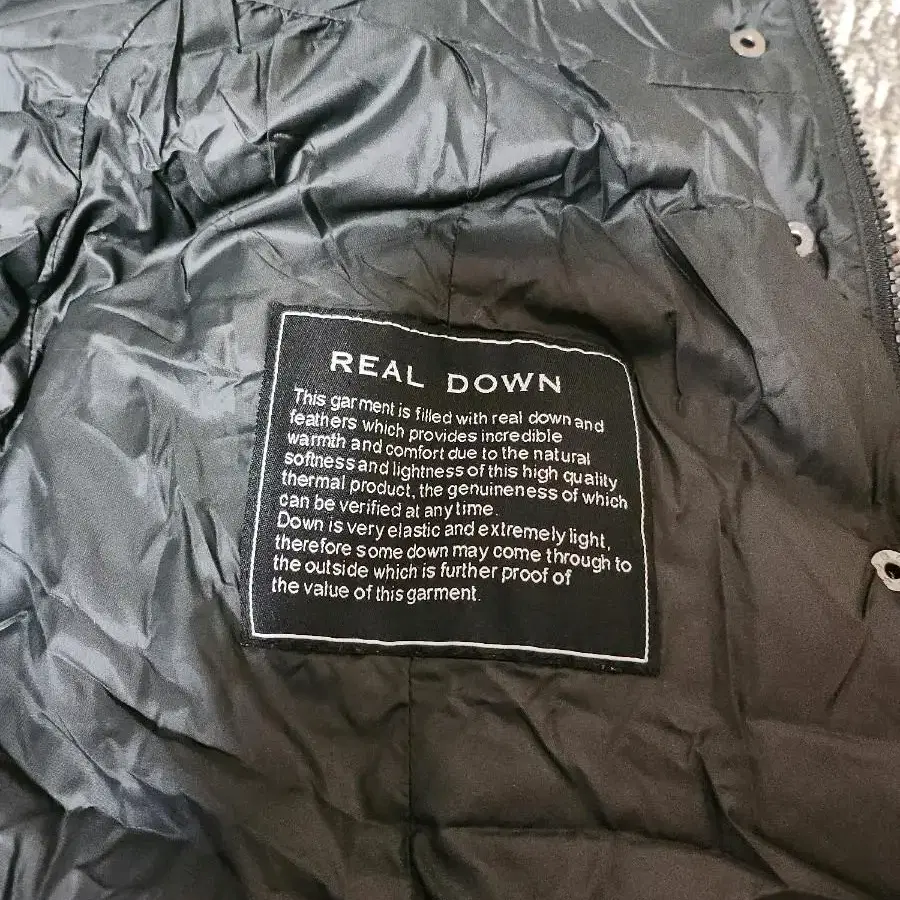 REAL DOWN
This garment is filled with real down and
feathers which provides incredible
warmth and comfort due to the natural
softness and lightness of this high quality
thermal product, the genuineness of which
can be verified at any time.
Down is very elastic and extremely light,
therefore some down may come through to
the outside which is further proof of
the value of this garment.